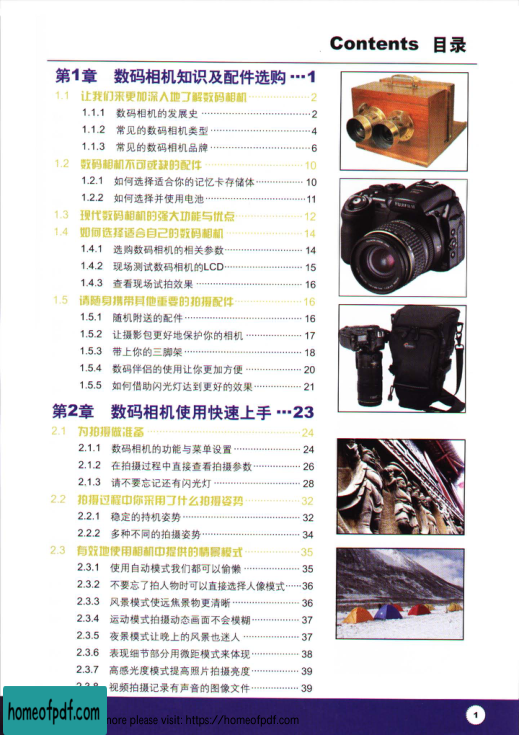 Contents 目录
第1章 数码相机知识及配件选购 …1
1.1 让我们来更加深入地了解数码相机 …… 2
1.1.1 数码相机的发展史 …… 2
1.1.2 常见的数码相机类型 …… 4
1.1.3 常见的数码相机品牌 …… 6
1.2 数码相机不可或缺的配件 …… 10
1.2.1 如何选择适合你的记忆卡存储体 …… 10
1.2.2 如何选择并使用电池 …… 11
1.3 现代数码相机的强大功能与优点 …… 12
1.4 如何选择适合自己的数码相机 …… 14
1.4.1 选购数码相机的相关参数 …… 14
1.4.2 现场测试数码相机的LCD …… 15
1.4.3 查看现场试拍效果 …… 16
1.5 请随身携带其他重要的拍摄配件 …… 16
1.5.1 随机附送的配件 …… 16
1.5.2 让摄影包更好地保护你的相机 …… 17
1.5.3 带上你的三脚架 …… 18
1.5.4 数码伴侣的使用让你更加方便 …… 20
1.5.5 如何借助闪光灯达到更好的效果 …… 21
第2章 数码相机使用快速上手 …23
2.1 为拍摄做准备 …… 24
2.1.1 数码相机的功能与菜单设置 …… 24
2.1.2 在拍摄过程中直接查看拍摄参数 …… 26
2.1.3 请不要忘记还有闪光灯 …… 28
2.2 拍摄过程中你采用了什么拍摄姿势 …… 32
2.2.1 稳定的持机姿势 …… 32
2.2.2 多种不同的拍摄姿势 …… 34
2.3 有效地使用相机中提供的情景模式 …… 35
2.3.1 使用自动模式我们都可以偷懒 …… 35
2.3.2 不要忘了拍人物时可以直接选择人像模式 …… 36
2.3.3 风景模式使远焦景物更清晰 …… 36
2.3.4 运动模式拍摄动态画面不会模糊 …… 37
2.3.5 夜景模式让晚上的风景也迷人 …… 37
2.3.6 表现细节部分用微距模式来体现 …… 38
2.3.7 高感光度模式提高照片拍摄亮度 …… 39
2.3.8 视频拍摄记录有声音的图像文件 …… 39
homeofpdf.com
more please visit: https://homeofpdf.com
1